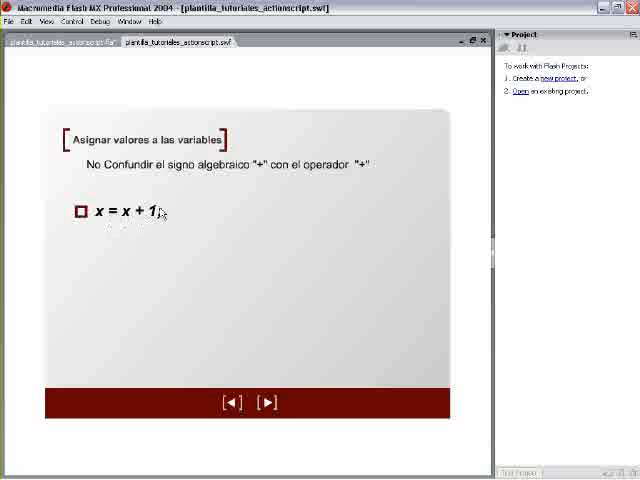 Macromedia Flash MX Professional 2004 - [plantilla_tutoriales_actionscript.swf]
File Edit View Control Debug Window Help
plantilla_tutoriales_actionscript.fla* plantilla_tutoriales_actionscript.swf
Project
To work with Flash Projects:
1. Create a new project, or
2. Open an existing project.
Asignar valores a las variables
No Confundir el signo algebraico "+" con el operador "+"
x = x + 1;
Test Project